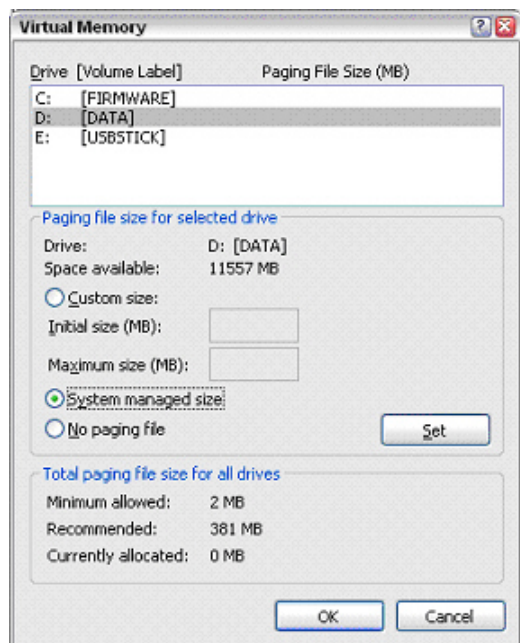 Virtual Memory
Drive [Volume Label] Paging File Size (MB)
C: [FIRMWARE]
D: [DATA]
E: [USBSTICK]
Paging file size for selected drive
Drive: D: [DATA]
Space available: 11557 MB
Custom size:
Initial size (MB):
Maximum size (MB):
System managed size
No paging file
Set
Total paging file size for all drives
Minimum allowed: 2 MB
Recommended: 381 MB
Currently allocated: 0 MB
OK Cancel